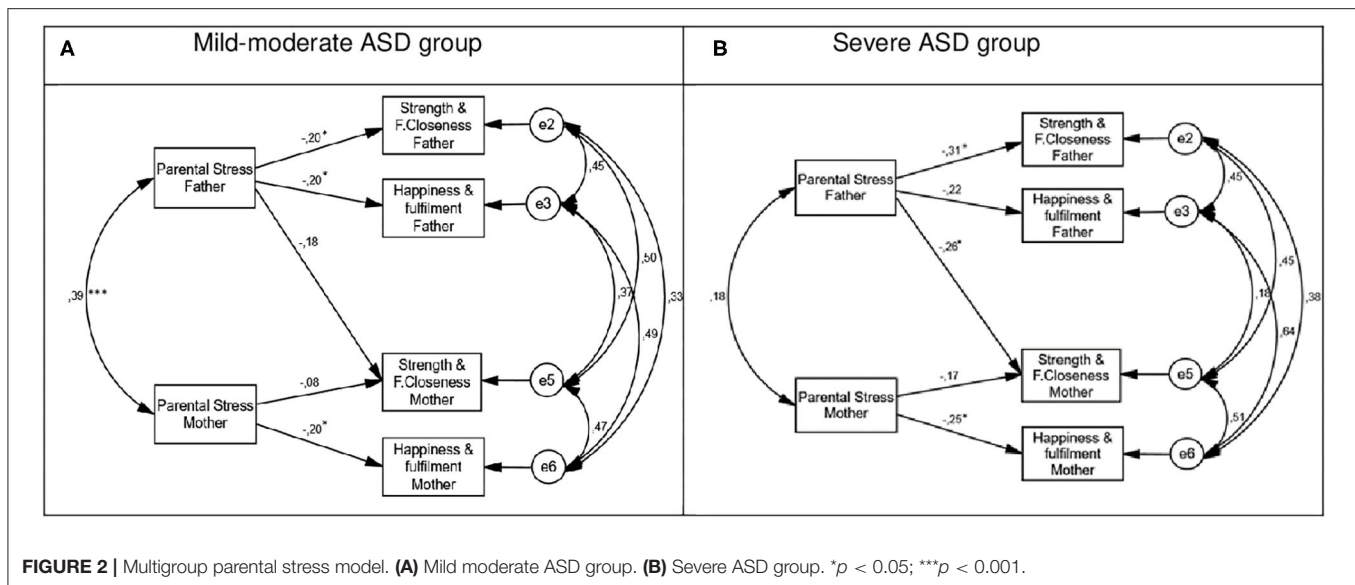 A
Mild-moderate ASD group
B
Severe ASD group
Strength &
F.Closeness
Father
e2
-,20*
Parental Stress
Father
,45
-,20*
Happiness &
fulfilment
Father
e3
-,18
,50
,39***
,37
,33
,49
Strength &
F.Closeness
Mother
e5
-,08
Parental Stress
Mother
-,20*
,47
Happiness &
fulfilment
Mother
e6
Strength &
F.Closeness
Father
e2
-,31*
Parental Stress
Father
,45
-,22
Happiness &
fulfilment
Father
e3
-,26*
,45
,18
,18
,38
,64
Strength &
F.Closeness
Mother
e5
-,17
Parental Stress
Mother
-,25*
,51
Happiness &
fulfilment
Mother
e6
FIGURE 2 | Multigroup parental stress model. (A) Mild moderate ASD group. (B) Severe ASD group. *p < 0.05; ***p < 0.001.